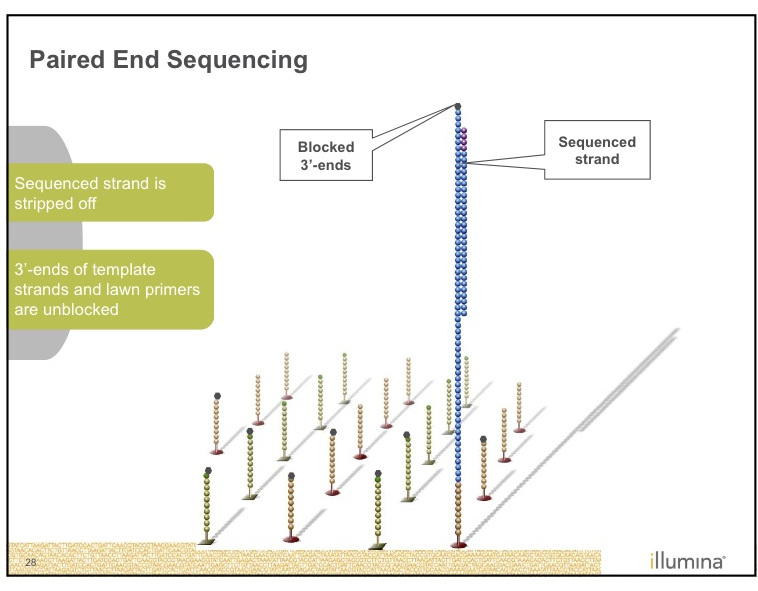 Paired End Sequencing
Blocked
3’-ends
Sequenced
strand
Sequenced strand is
stripped off
3’-ends of template
strands and lawn primers
are unblocked
28
illumina®